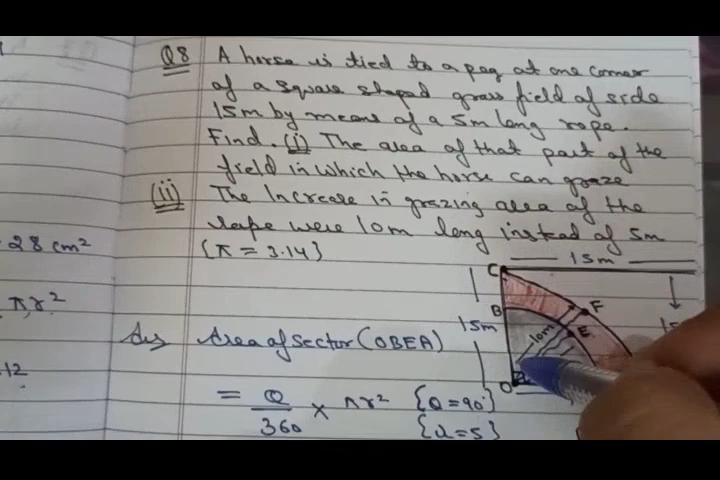 Q8 A horse is tied to a peg at one corner
of a square shaped grass field of side
15m by means of a 5m long rope.
Find. (i) The area of that part of the
field in which the horse can graze
(ii) The Increase in grazing area of the
rope were 10m long instead of 5m
{π = 3.14}
28 cm²
πr²
.12
15m
C
B
F
E
10m
15m
15
O
Ans Area of Sector (OBEA)
= Q/360 × πr² {Q = 90°}
{r = 5}